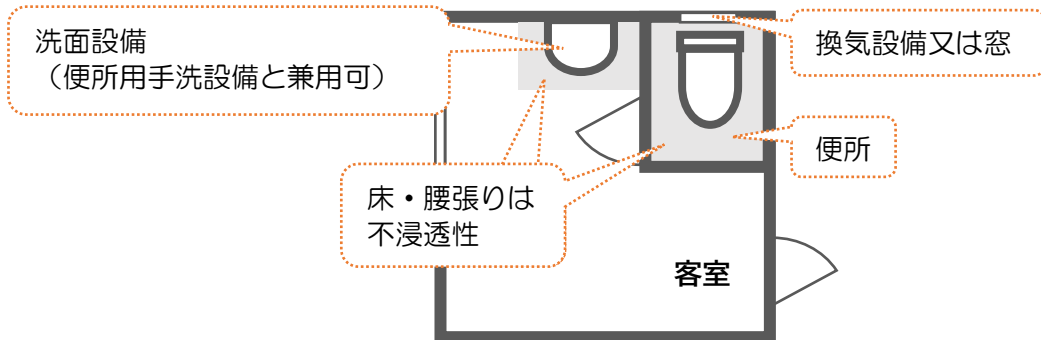 洗面設備
（便所用手洗設備と兼用可）
換気設備又は窓
便所
床・腰張りは
不浸透性
客室